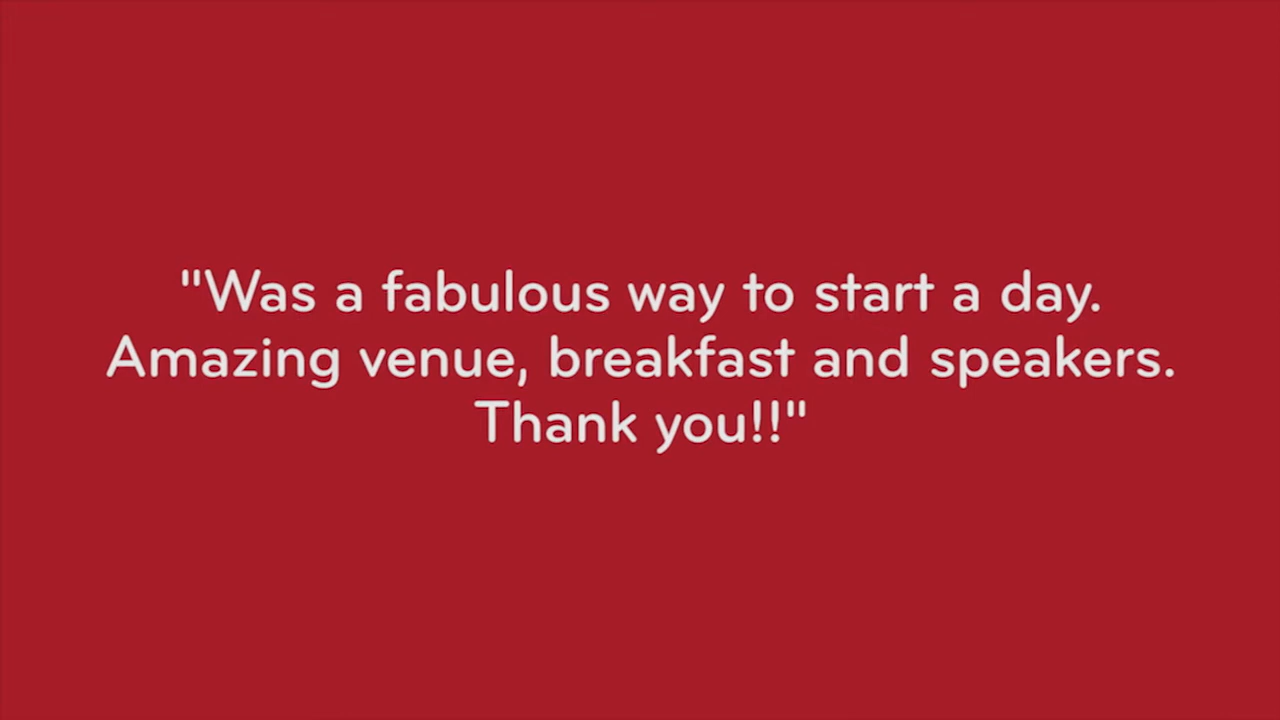 "Was a fabulous way to start a day.
Amazing venue, breakfast and speakers.
Thank you!!"